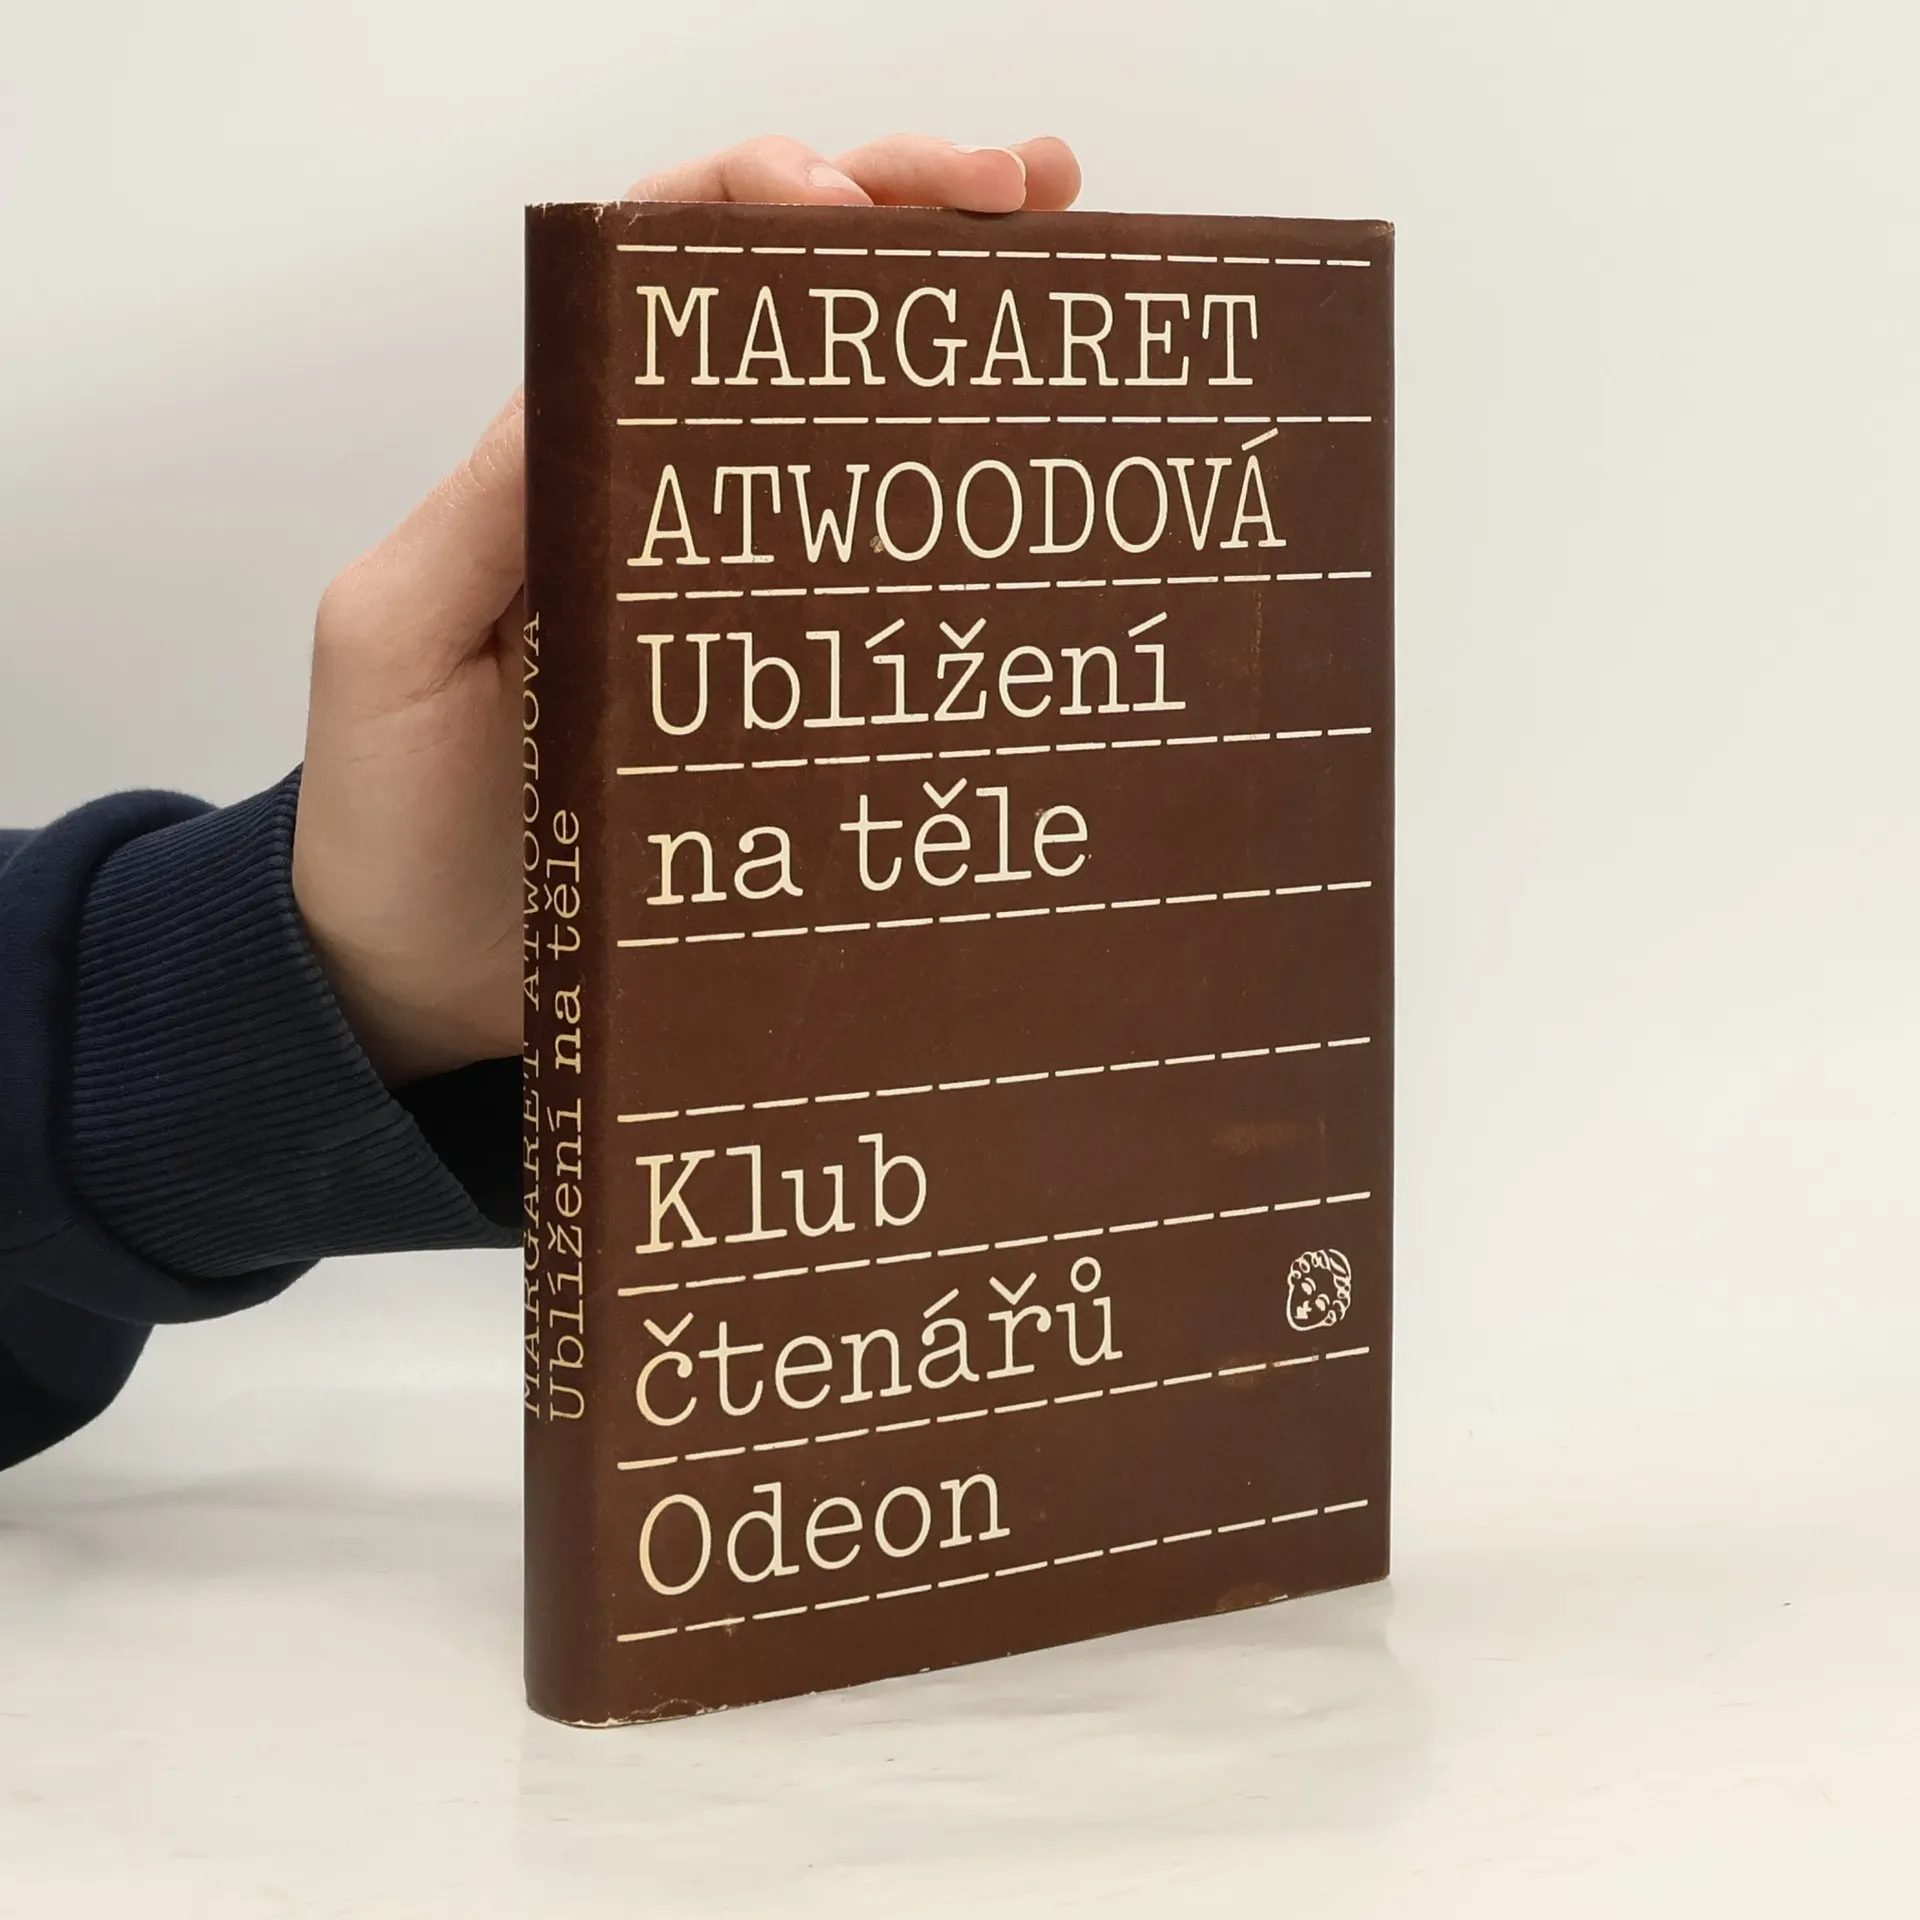 MARGARET
ATWOODOVÁ
Ublížení
na těle
Klub
čtenářů
Odeon
MARGARET ATWOODOVÁ
Ublížení na těle